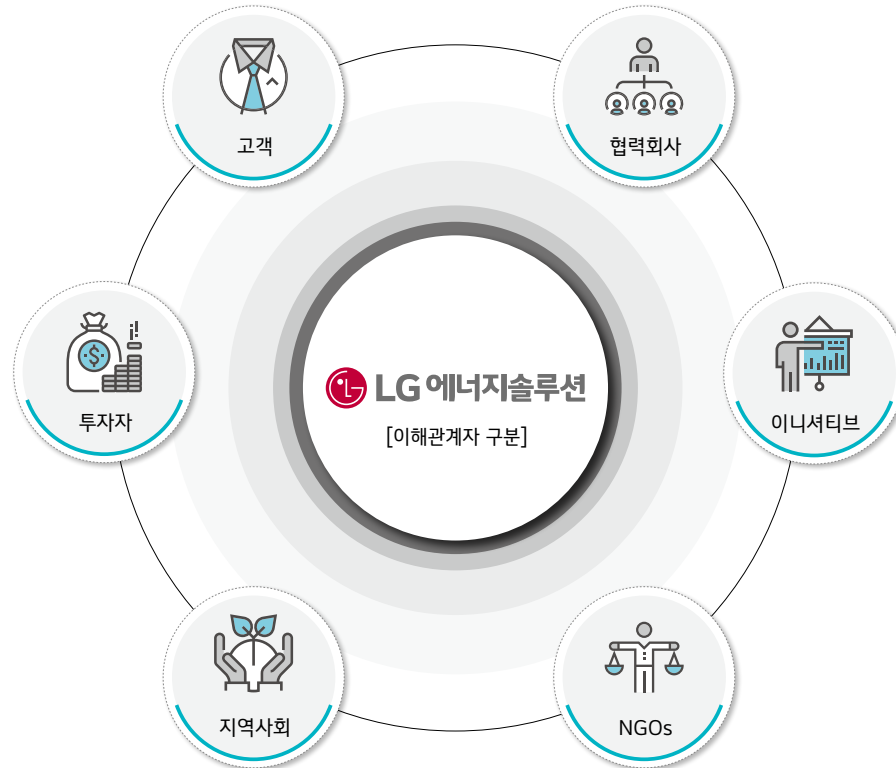 고객
협력회사
투자자
LG 에너지솔루션
[이해관계자 구분]
이니셔티브
지역사회
NGOs